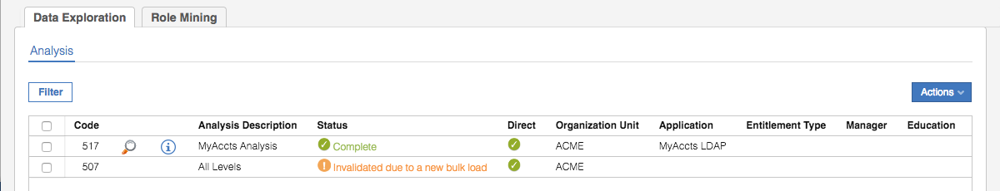 Data Exploration Role Mining
Analysis
Filter Actions
Code Analysis Description Status Direct Organization Unit Application Entitlement Type Manager Education
517 MyAccts Analysis Complete ACME MyAccts LDAP
507 All Levels Invalidated due to a new bulk load ACME